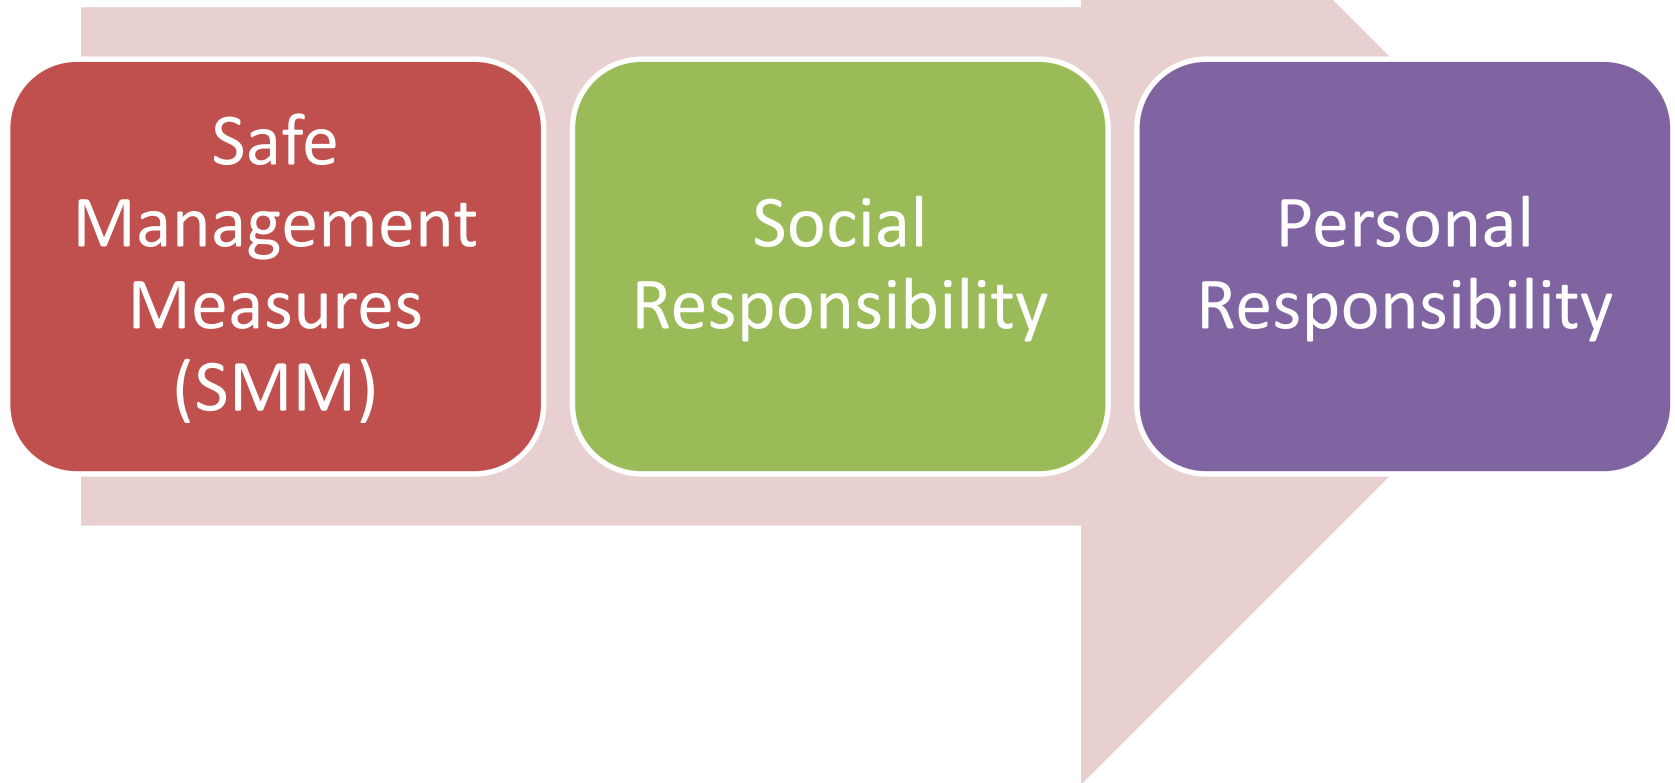 Safe
Management
Measures
(SMM)
Social
Responsibility
Personal
Responsibility